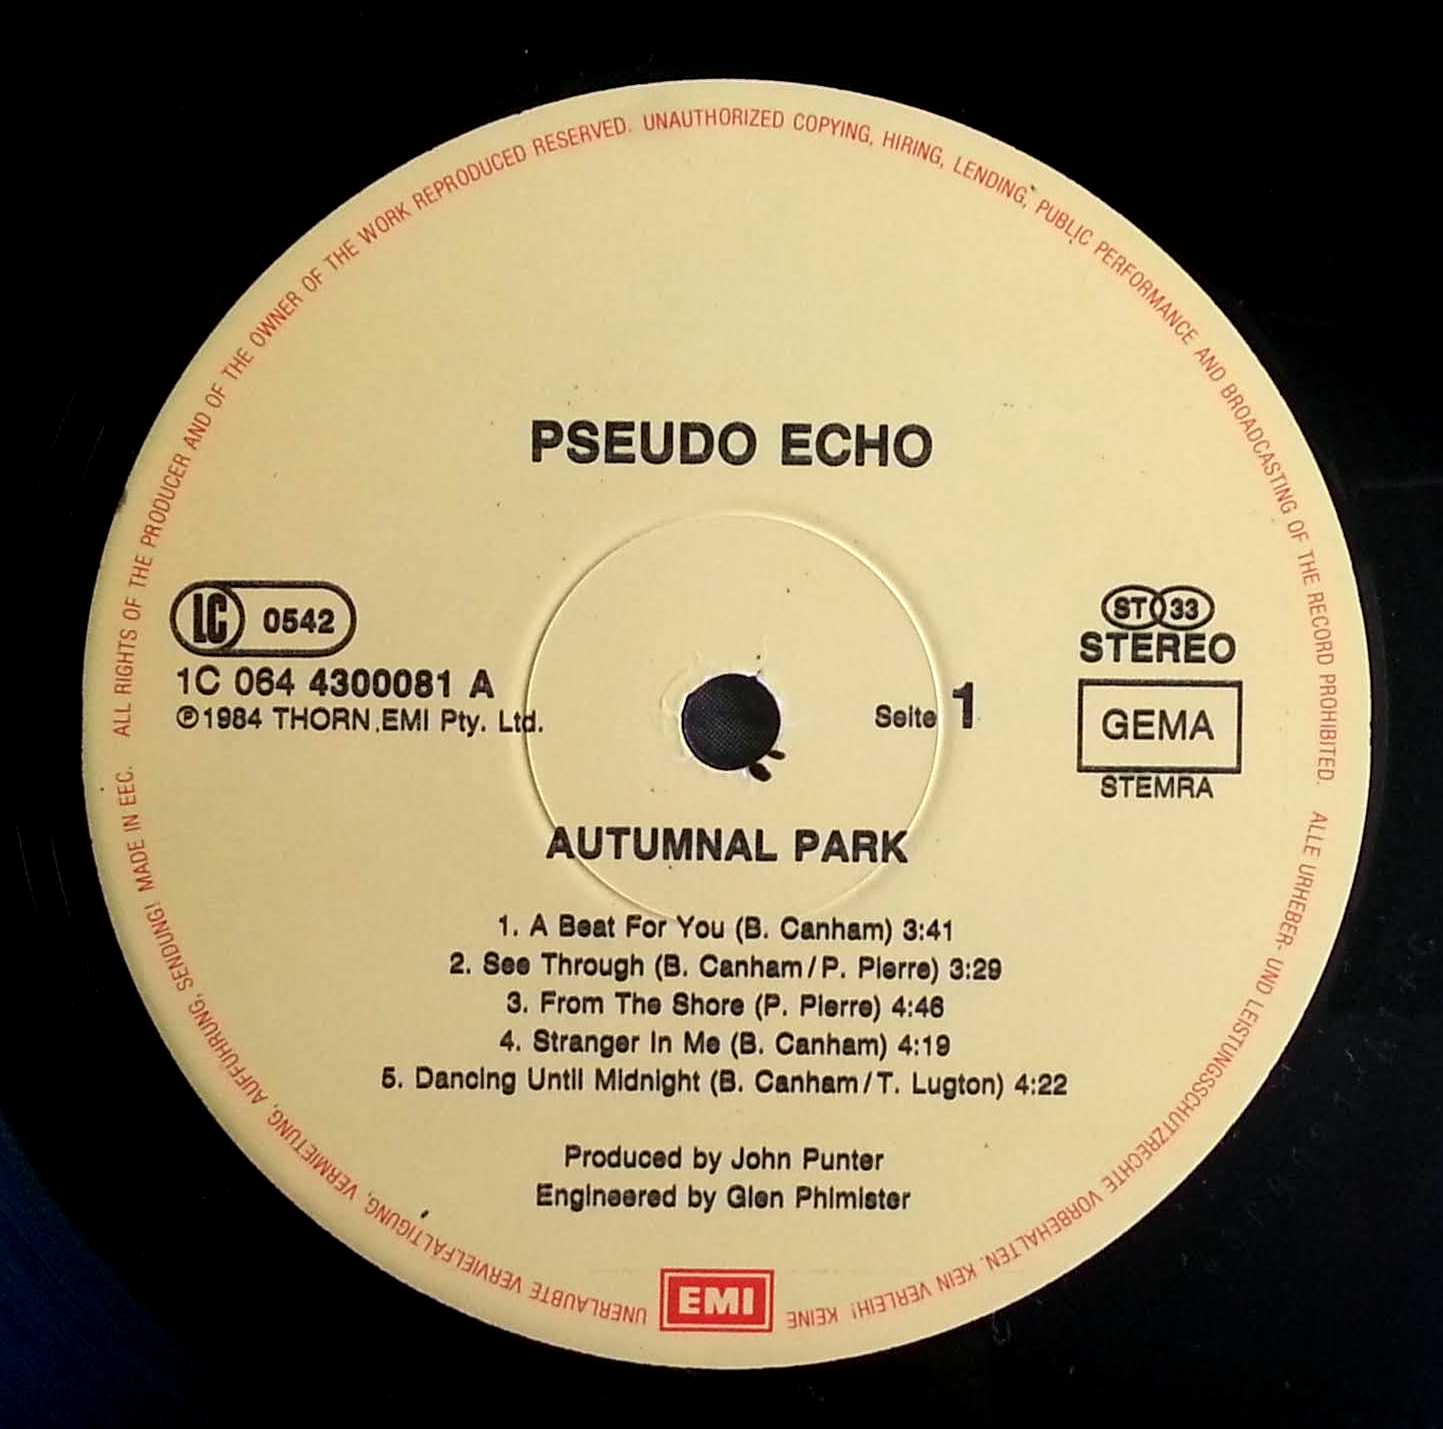 ALL RIGHTS OF THE PRODUCER AND OF THE OWNER OF THE WORK REPRODUCED RESERVED. UNAUTHORIZED COPYING, HIRING, LENDING, PUBLIC PERFORMANCE AND BROADCASTING OF THE RECORD PROHIBITED. ALLE URHEBER- UND LEISTUNGSSCHUTZRECHTE VORBEHALTEN. KEIN VERLEIH! KEINE UNERLAUBTE VERVIELFÄLTIGUNG, VERMIETUNG, AUFFÜHRUNG, SENDUNG! MADE IN EEC.
PSEUDO ECHO
LC 0542
1C 064 4300081 A
℗1984 THORN EMI Pty. Ltd.
Seite 1
ST 33
STEREO
GEMA
STEMRA
AUTUMNAL PARK
1. A Beat For You (B. Canham) 3:41
2. See Through (B. Canham/P. Pierre) 3:29
3. From The Shore (P. Pierre) 4:46
4. Stranger In Me (B. Canham) 4:19
5. Dancing Until Midnight (B. Canham/T. Lugton) 4:22
Produced by John Punter
Engineered by Glen Phimister
EMI